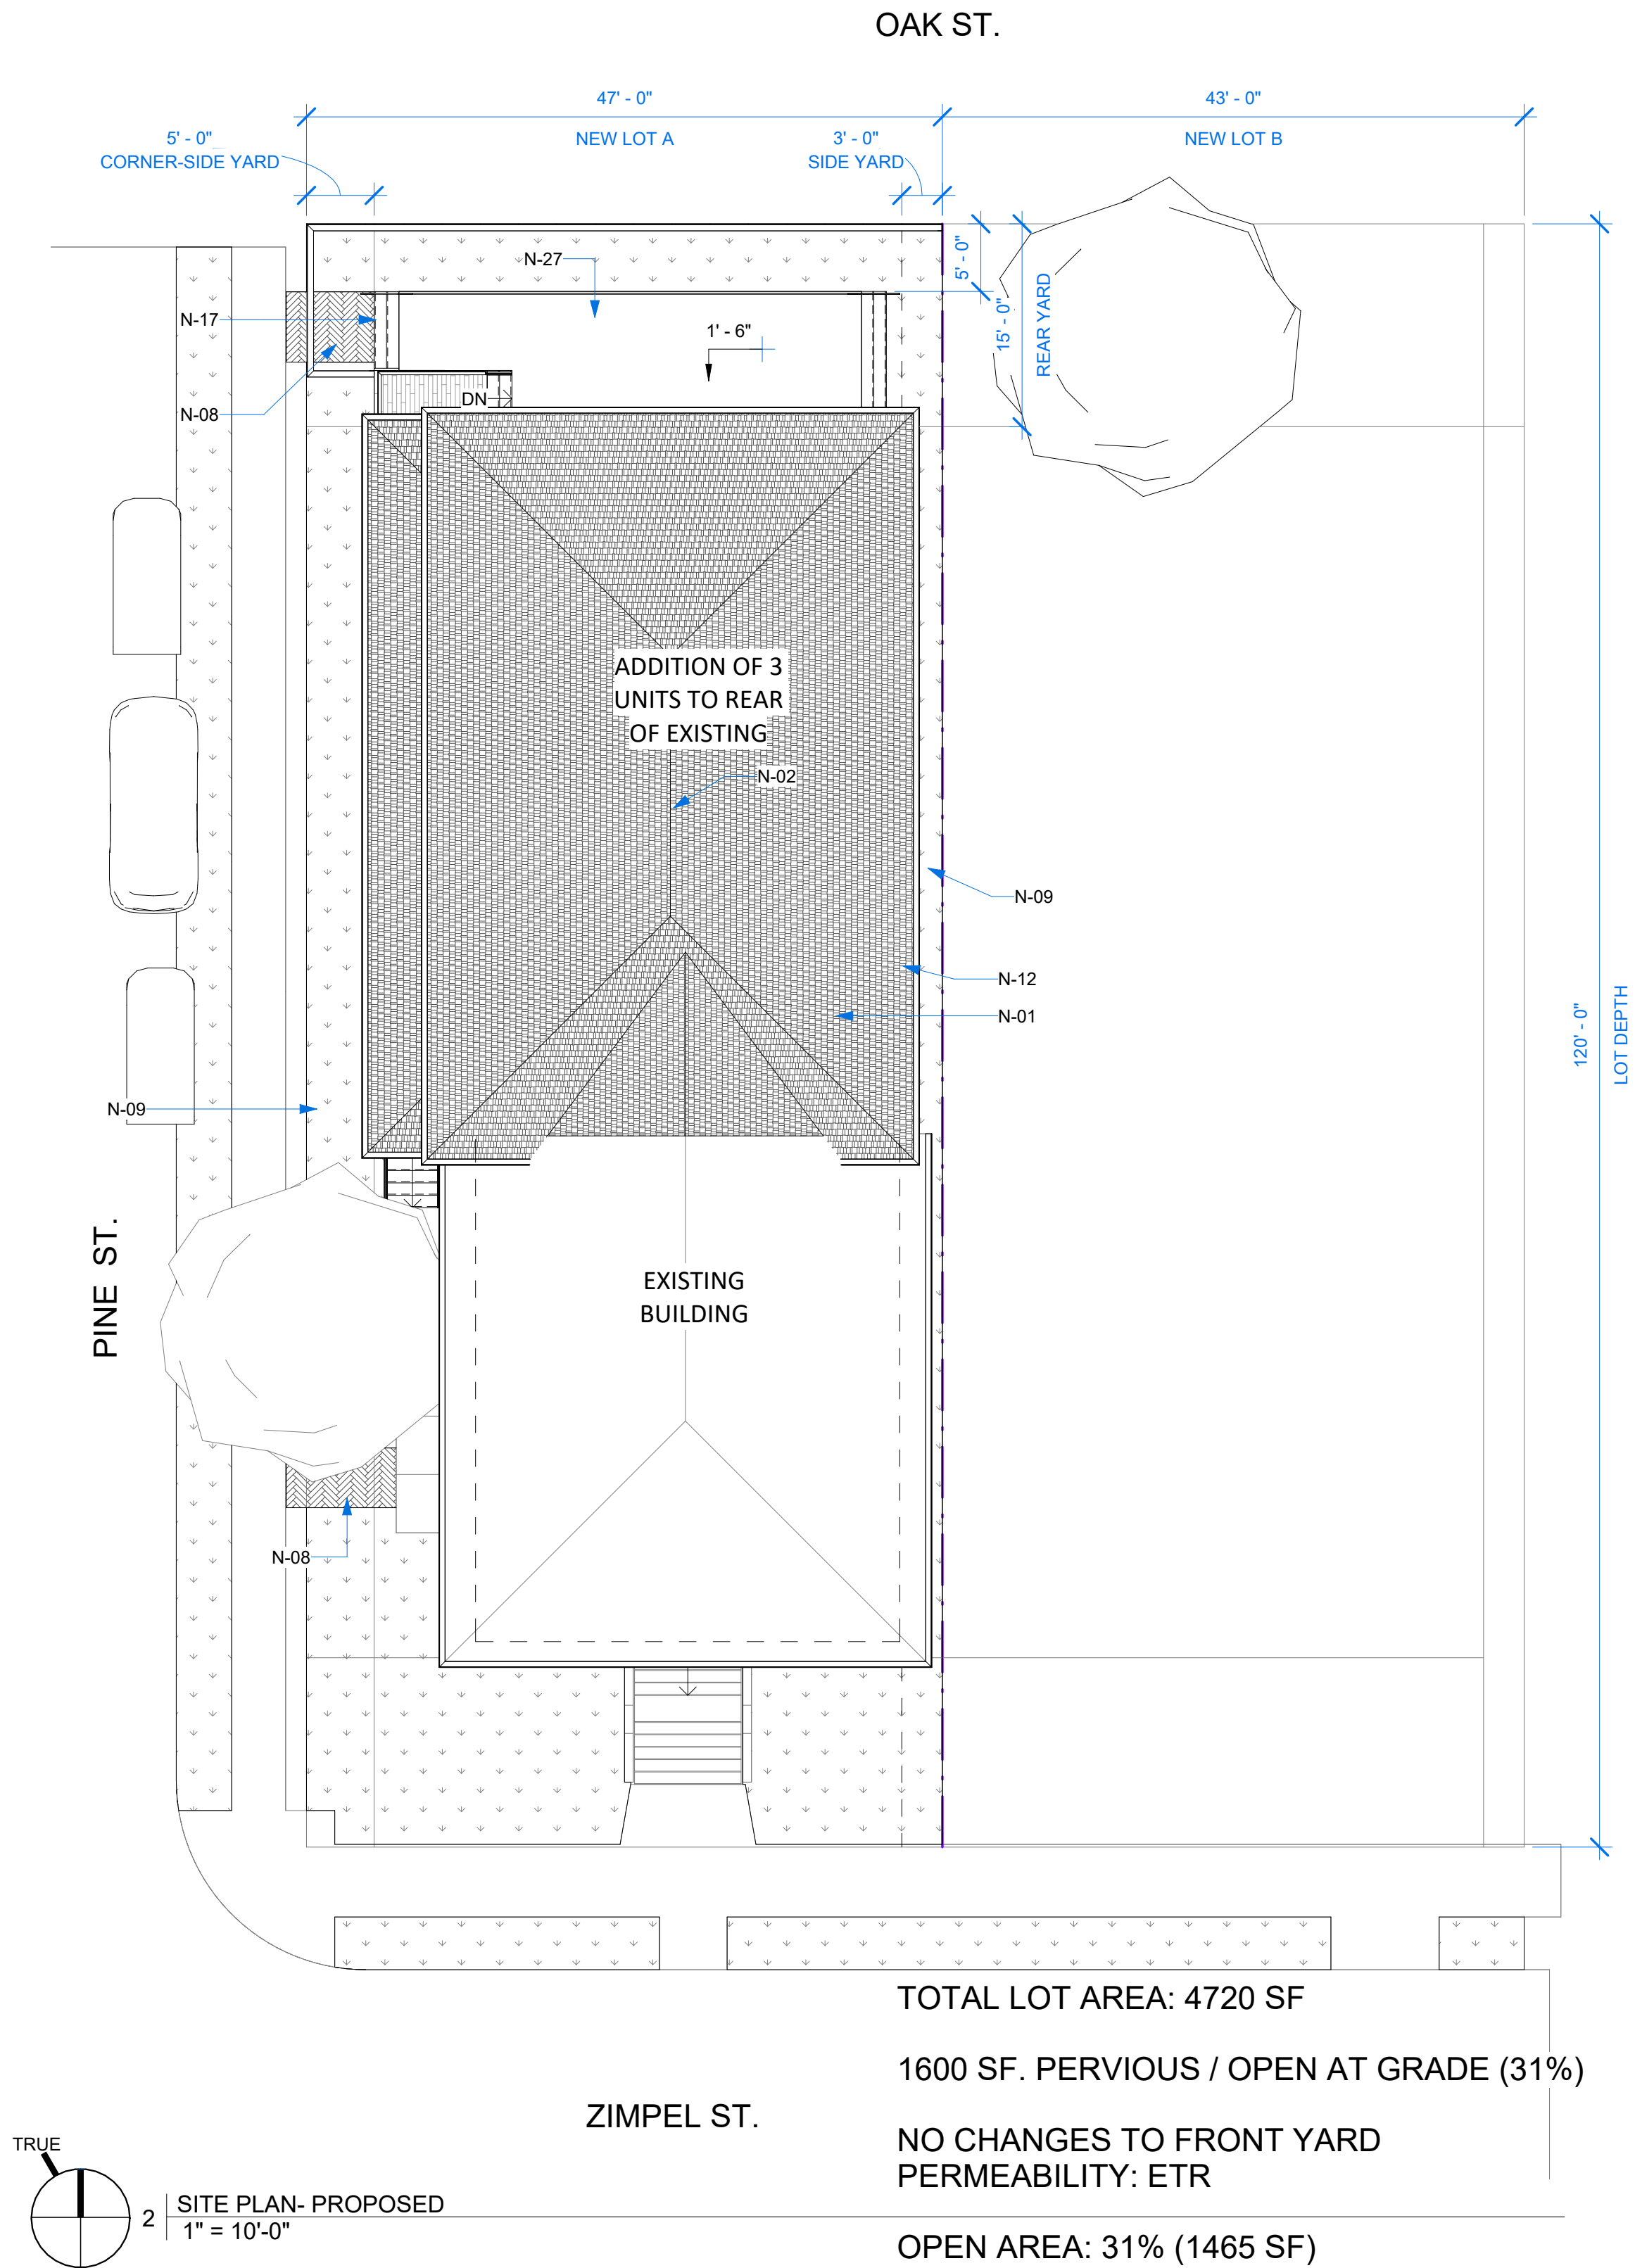 OAK ST.
47' - 0"
43' - 0"
5' - 0"
CORNER-SIDE YARD
NEW LOT A
3' - 0"
SIDE YARD
NEW LOT B
N-27
5' - 0"
15' - 0"
REAR YARD
N-17
1' - 6"
N-08
DN
ADDITION OF 3
UNITS TO REAR
OF EXISTING
N-02
N-09
N-12
N-01
120' - 0"
LOT DEPTH
N-09
PINE ST.
EXISTING
BUILDING
N-08
TOTAL LOT AREA: 4720 SF
1600 SF. PERVIOUS / OPEN AT GRADE (31%)
ZIMPEL ST.
NO CHANGES TO FRONT YARD
PERMEABILITY: ETR
TRUE
2
SITE PLAN- PROPOSED
1" = 10'-0"
OPEN AREA: 31% (1465 SF)